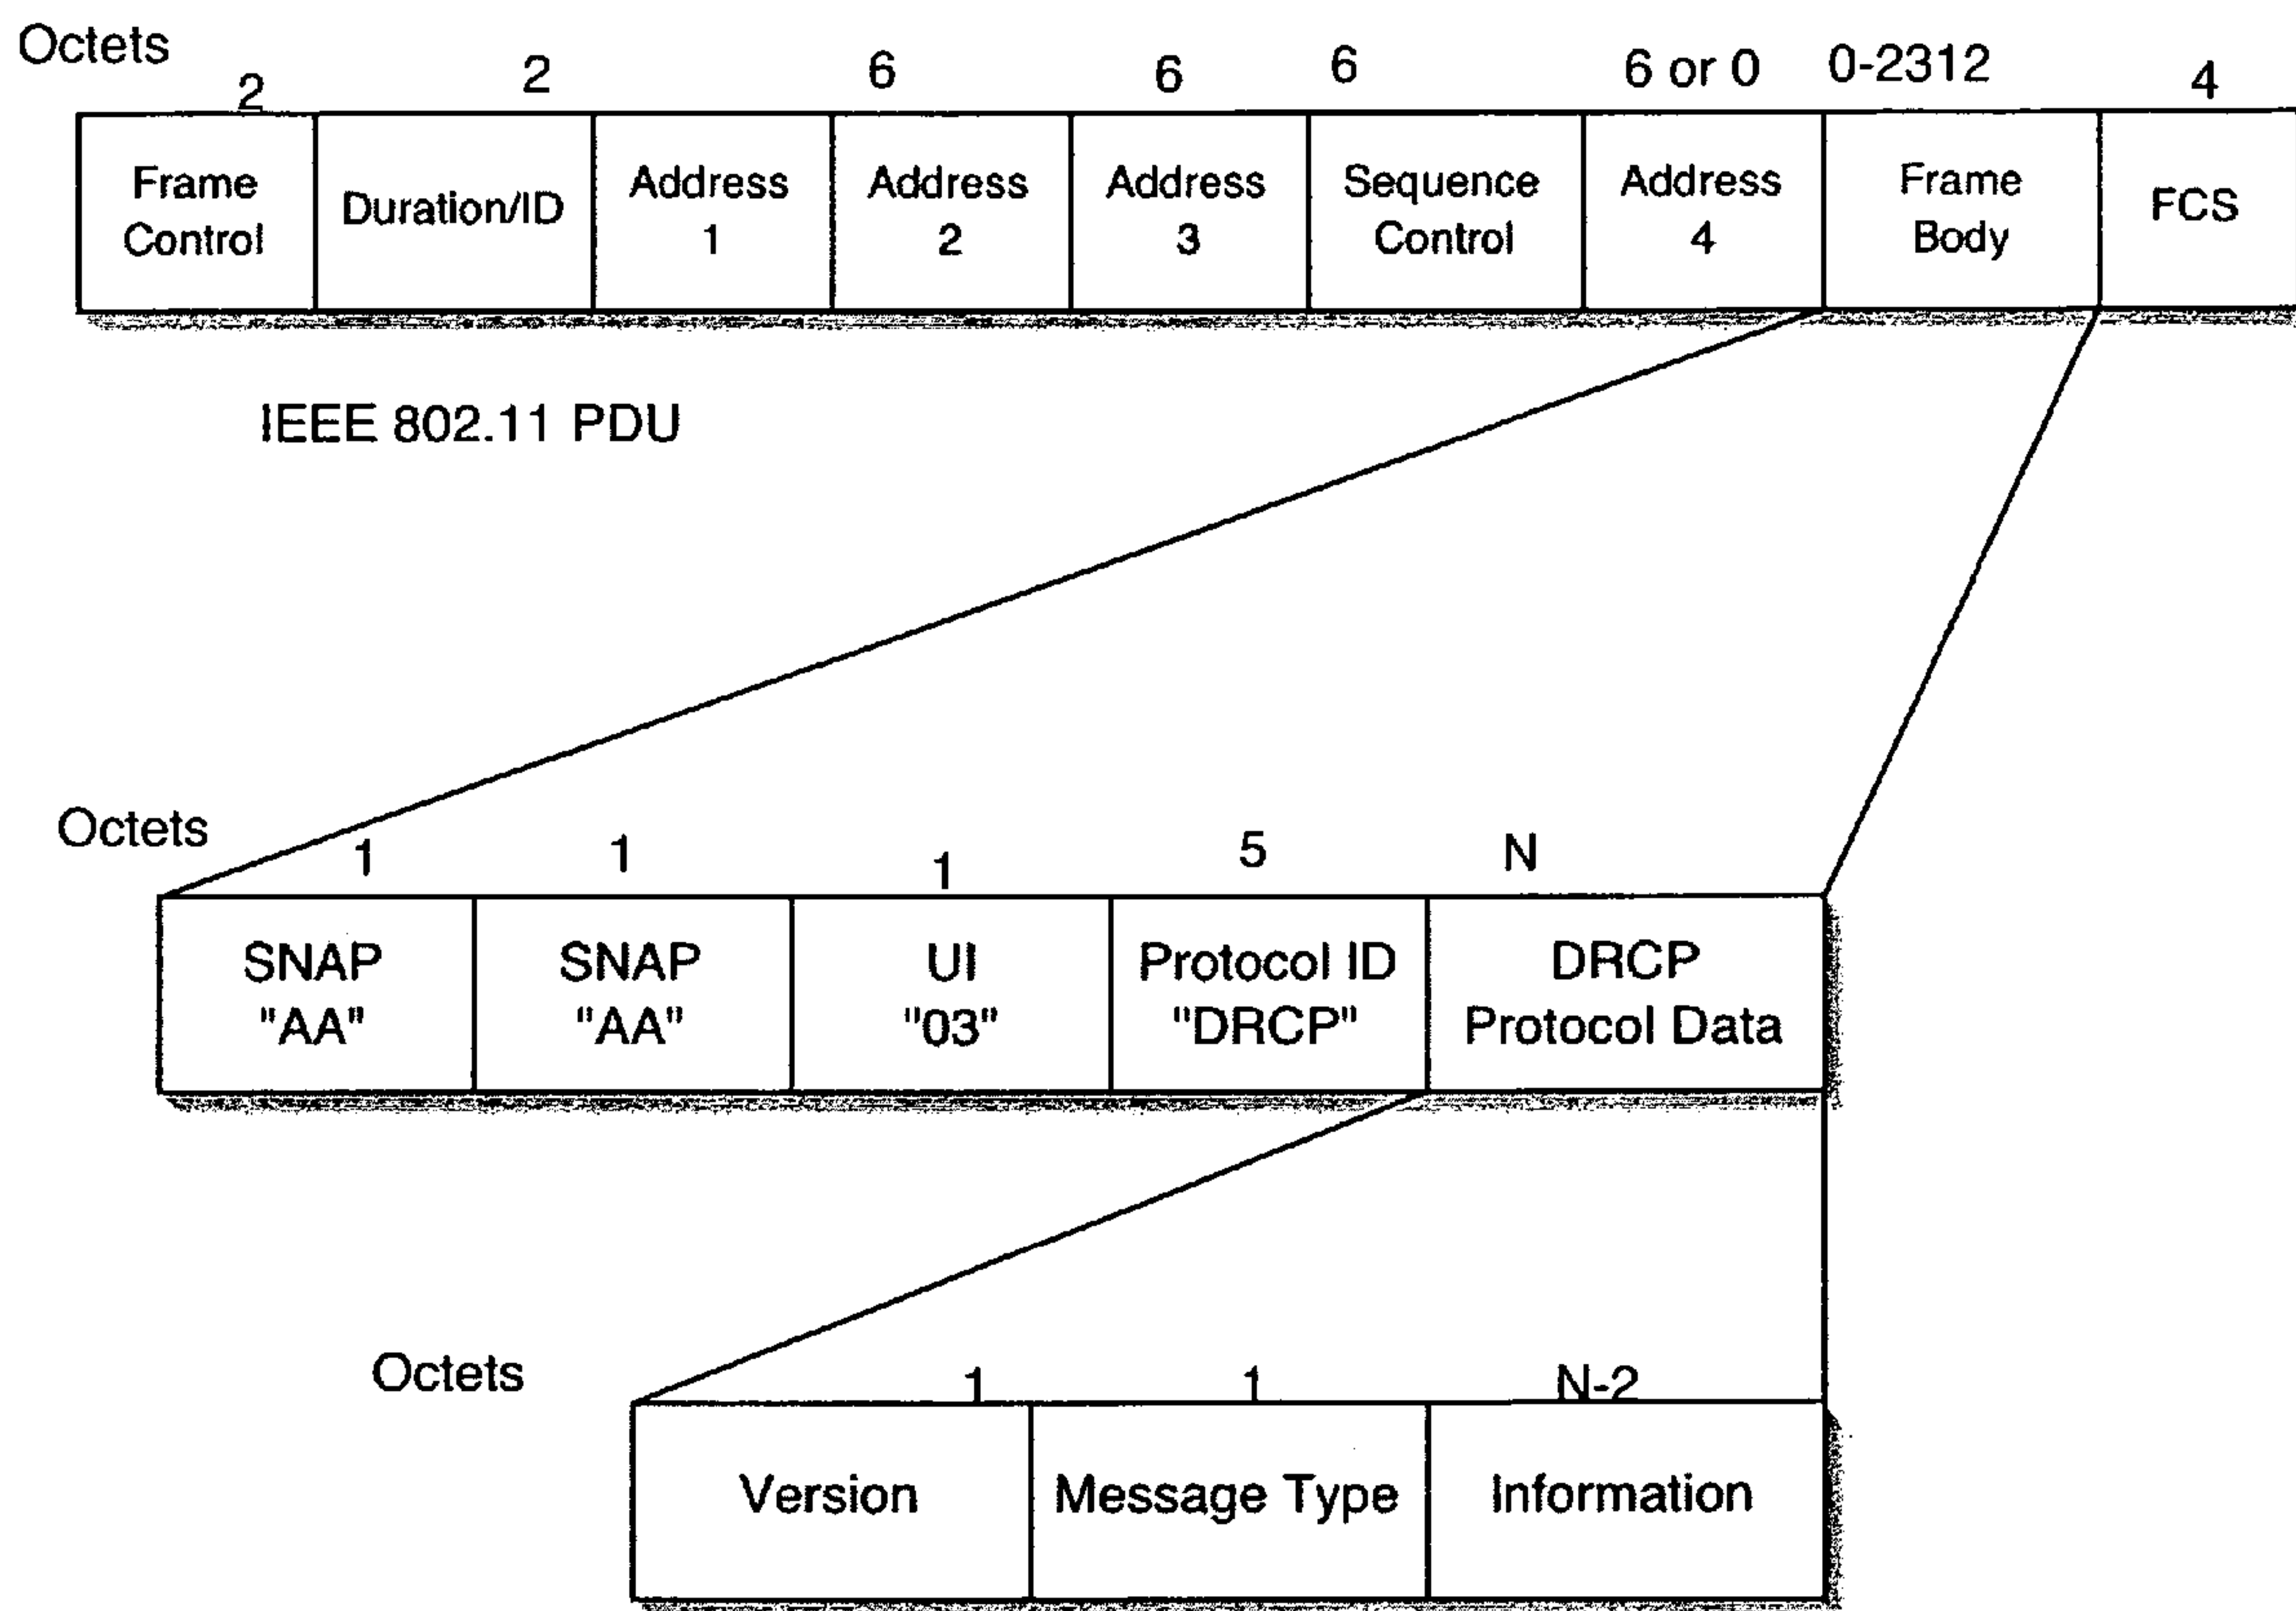 Octets
2 2 6 6 6 6 or 0 0-2312 4
Frame Control
Duration/ID
Address 1
Address 2
Address 3
Sequence Control
Address 4
Frame Body
FCS
IEEE 802.11 PDU
Octets
1 1 1 5 N
SNAP "AA"
SNAP "AA"
UI "03"
Protocol ID "DRCP"
DRCP Protocol Data
Octets
1 1 N-2
Version
Message Type
Information